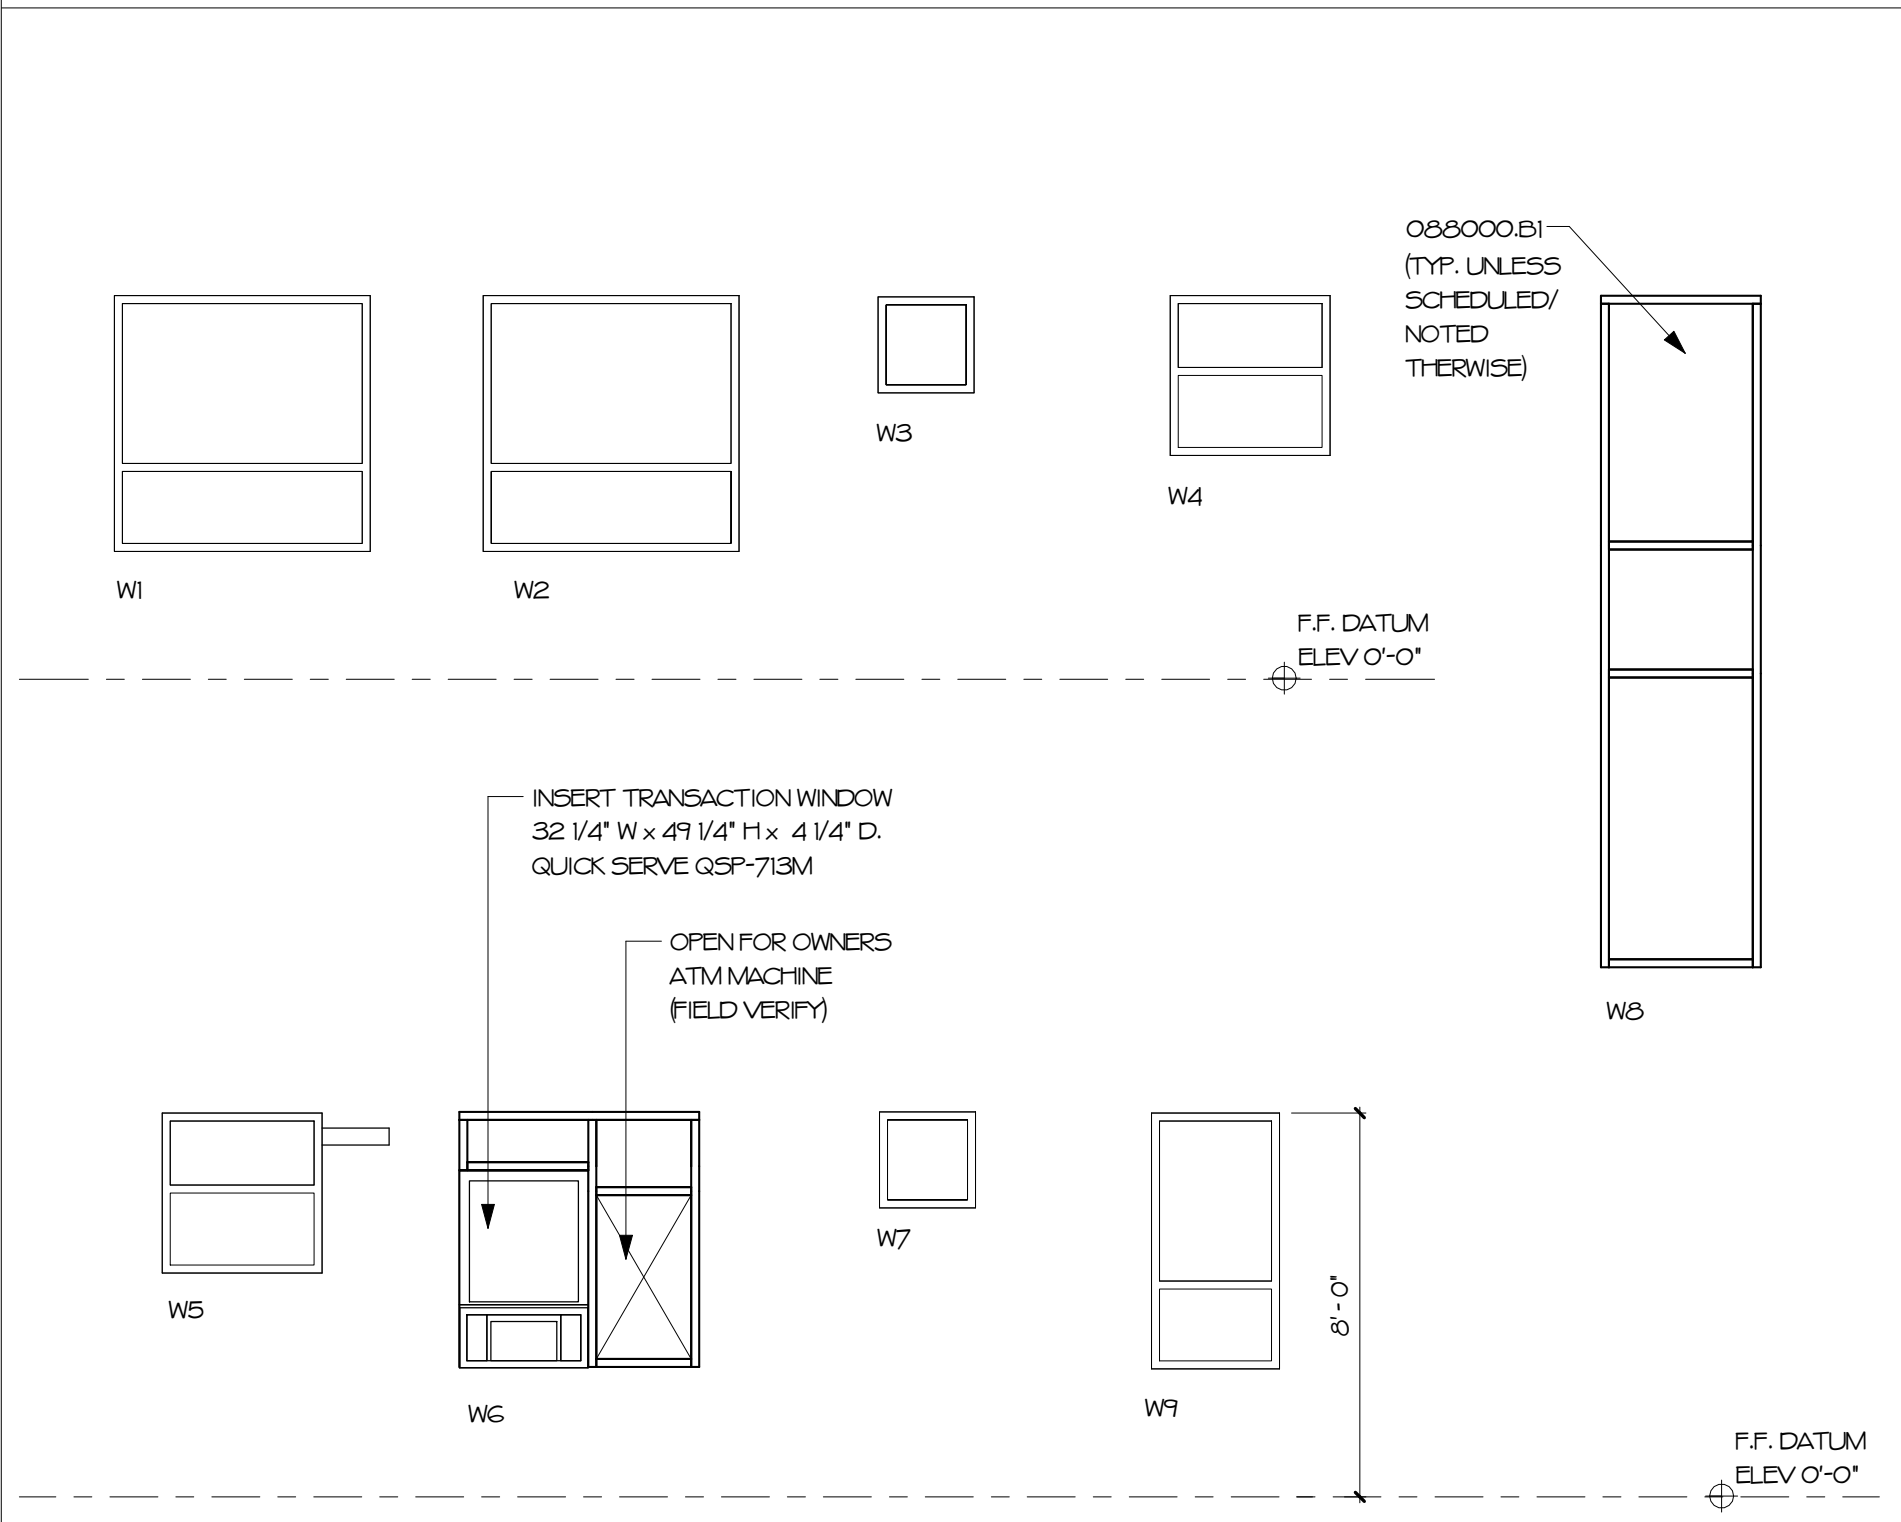 088000.B1
(TYP. UNLESS
SCHEDULED/
NOTED
THERWISE)
W3
W4
W1
W2
F.F. DATUM
ELEV 0'-0"
INSERT TRANSACTION WINDOW
32 1/4" W x 49 1/4" H x 4 1/4" D.
QUICK SERVE QSP-713M
OPEN FOR OWNERS
ATM MACHINE
(FIELD VERIFY)
W8
W7
W5
8'-0"
W6
W9
F.F. DATUM
ELEV 0'-0"